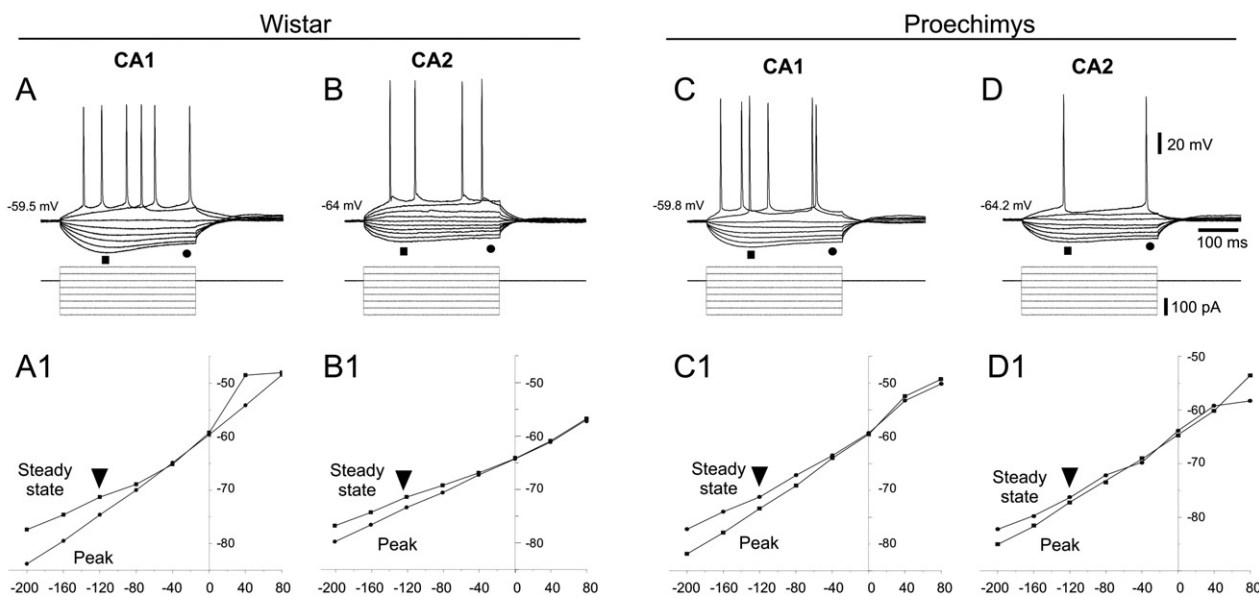 Wistar
Proechimys
CA1
CA2
CA1
CA2
A
B
C
D
20 mV
-59.5 mV
-64 mV
-59.8 mV
-64.2 mV
100 ms
100 pA
A1
B1
C1
D1
-50
-50
-50
-50
-60
-60
-60
-60
Steady
state
Steady
state
Steady
state
Steady
state
-70
-70
-70
-70
Peak
Peak
Peak
Peak
-80
-80
-80
-80
-200 -160 -120 -80 -40 0 40 80
-200 -160 -120 -80 -40 0 40 80
-200 -160 -120 -80 -40 0 40 80
-200 -160 -120 -80 -40 0 40 80